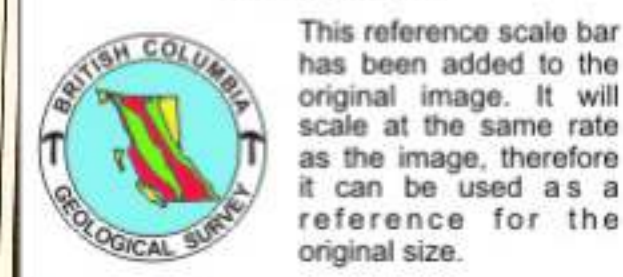 BRITISH COLUMBIA
GEOLOGICAL SURVEY
This reference scale bar
has been added to the
original image. It will
scale at the same rate
as the image, therefore
it can be used as a
reference for the
original size.